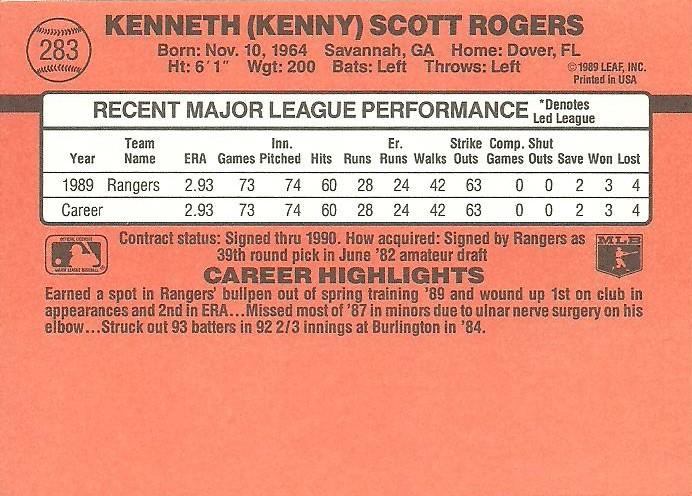 283
KENNETH (KENNY) SCOTT ROGERS
Born: Nov. 10, 1964 Savannah, GA Home: Dover, FL
Ht: 6' 1" Wgt: 200 Bats: Left Throws: Left
©1989 LEAF, INC.
Printed in USA
RECENT MAJOR LEAGUE PERFORMANCE *Denotes Led League
Year Team Name ERA Games Inn. Pitched Hits Runs Er. Runs Walks Strike Outs Comp. Games Shut Outs Save Won Lost
1989 Rangers 2.93 73 74 60 28 24 42 63 0 0 2 3 4
Career 2.93 73 74 60 28 24 42 63 0 0 2 3 4
OFFICIAL LICENSEE
MAJOR LEAGUE BASEBALL
Contract status: Signed thru 1990. How acquired: Signed by Rangers as
39th round pick in June '82 amateur draft
MLB
CAREER HIGHLIGHTS
Earned a spot in Rangers' bullpen out of spring training '89 and wound up 1st on club in
appearances and 2nd in ERA...Missed most of '87 in minors due to ulnar nerve surgery on his
elbow...Struck out 93 batters in 92 2/3 innings at Burlington in '84.